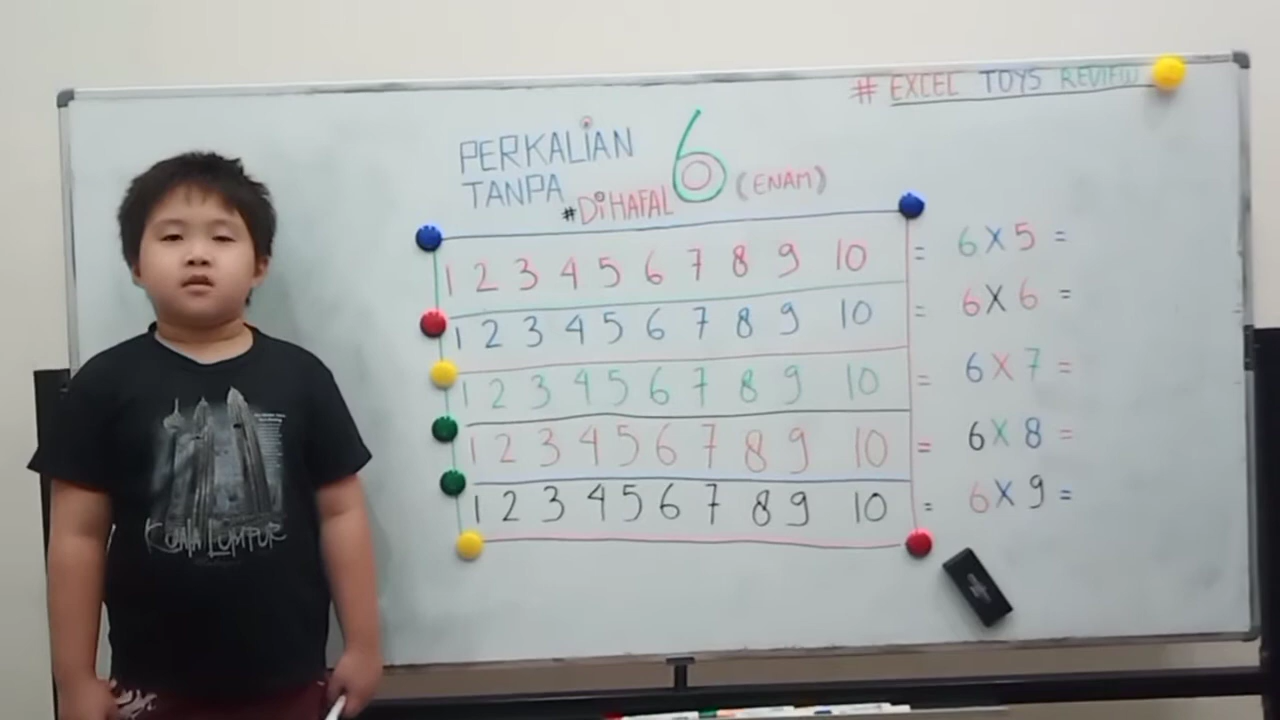 # EXCEL TOYS REVIEW
PERKALiAN
TANPA
#DiHAFAL
6 (ENAM)
1 2 3 4 5 6 7 8 9 10 = 6 X 5 =
1 2 3 4 5 6 7 8 9 10 = 6 X 6 =
1 2 3 4 5 6 7 8 9 10 = 6 X 7 =
1 2 3 4 5 6 7 8 9 10 = 6 X 8 =
1 2 3 4 5 6 7 8 9 10 = 6 X 9 =
KUALA LUMPUR